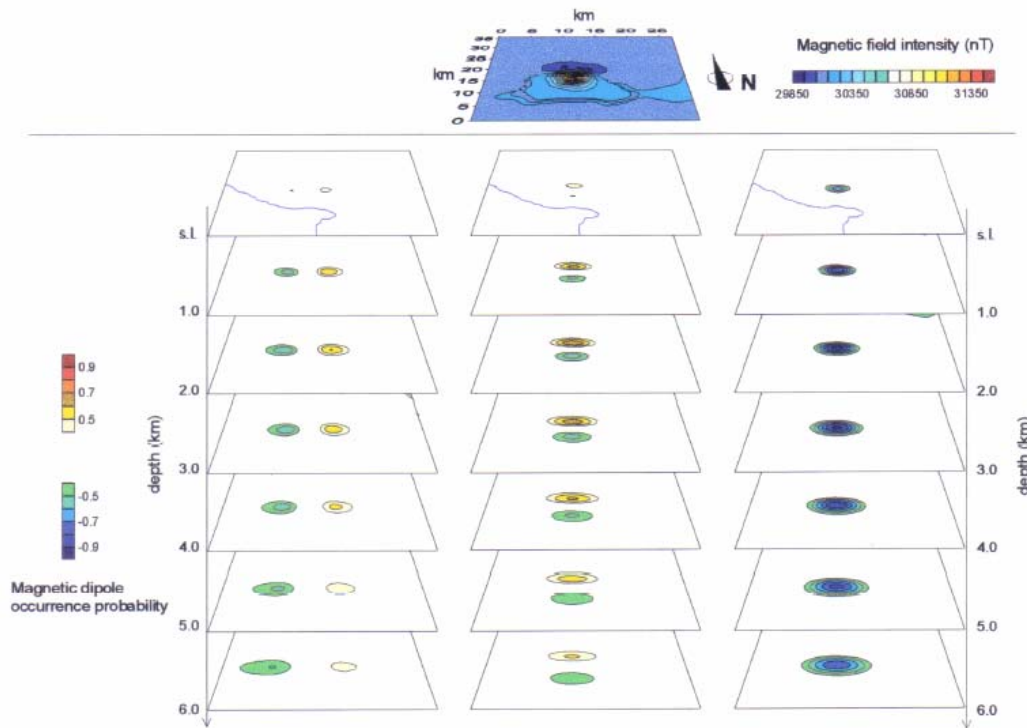 km
0 6 10 15 20 25
35
30
25
20
15
10
5
0
km
N
Magnetic field intensity (nT)
29850 30350 30850 31350
s.l.
1.0
2.0
3.0
4.0
5.0
6.0
depth (km)
0.9
0.7
0.5
-0.5
-0.7
-0.9
Magnetic dipole
occurrence probability
s.l.
1.0
2.0
3.0
4.0
5.0
6.0
depth (km)